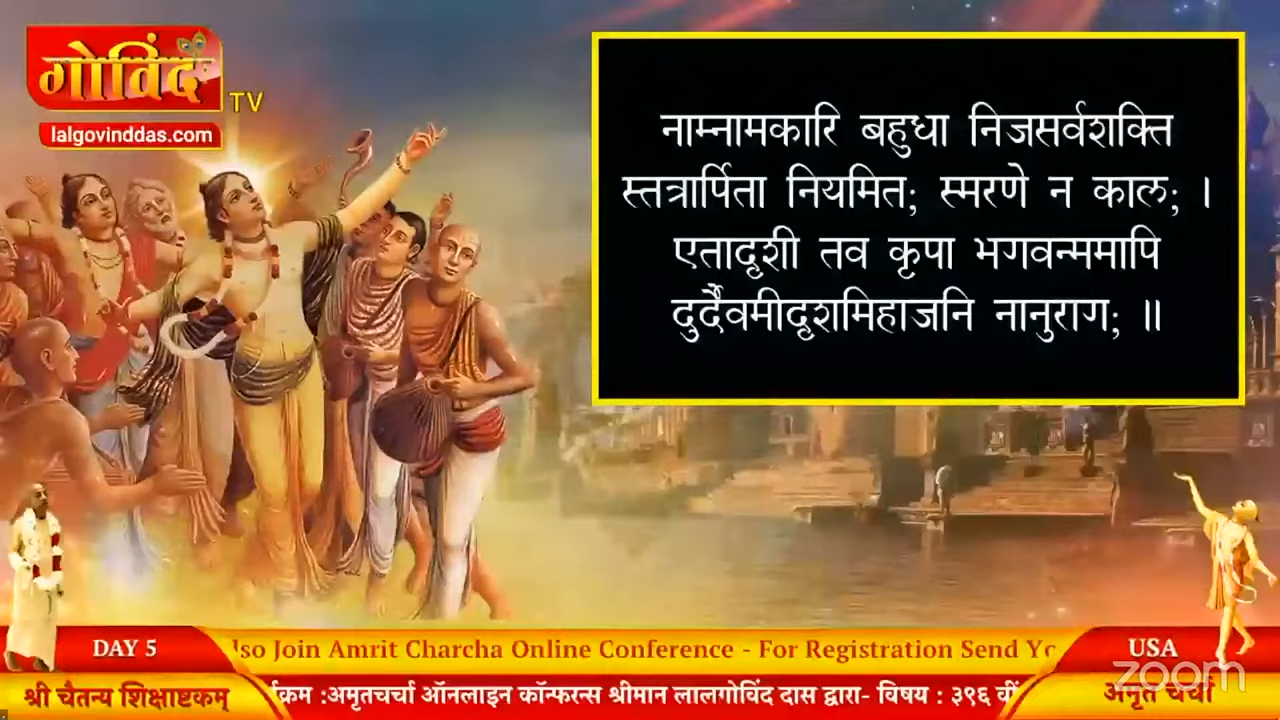 गोविंद
TV
lalgovinddas.com
नाम्नामकारि बहुधा निजसर्वशक्ति
स्तत्रार्पिता नियमित; स्मरणे न काल; ।
एतादृशी तव कृपा भगवन्ममापि
दुर्दैवमीदृशमिहाजनि नानुराग; ॥
DAY 5
lso Join Amrit Charcha Online Conference - For Registration Send Yo
USA
zoom
श्री चैतन्य शिक्षाष्टकम्
र्यक्रम :अमृतचर्चा ऑनलाइन कॉन्फरन्स श्रीमान लालगोविंद दास द्वारा- विषय : ३९६ वीं
अमृत चर्चा